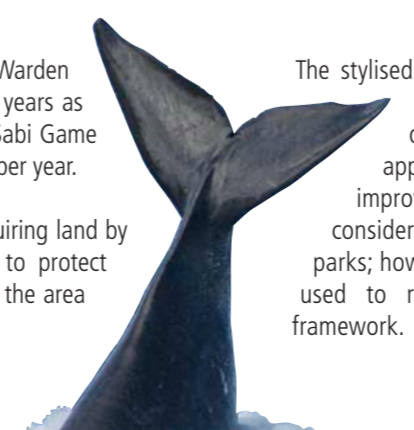 Warden
years as
Sabi Game
per year.
uiring land by
to protect
the area
The stylised
app
improv
consider
parks; how
used to r
framework.